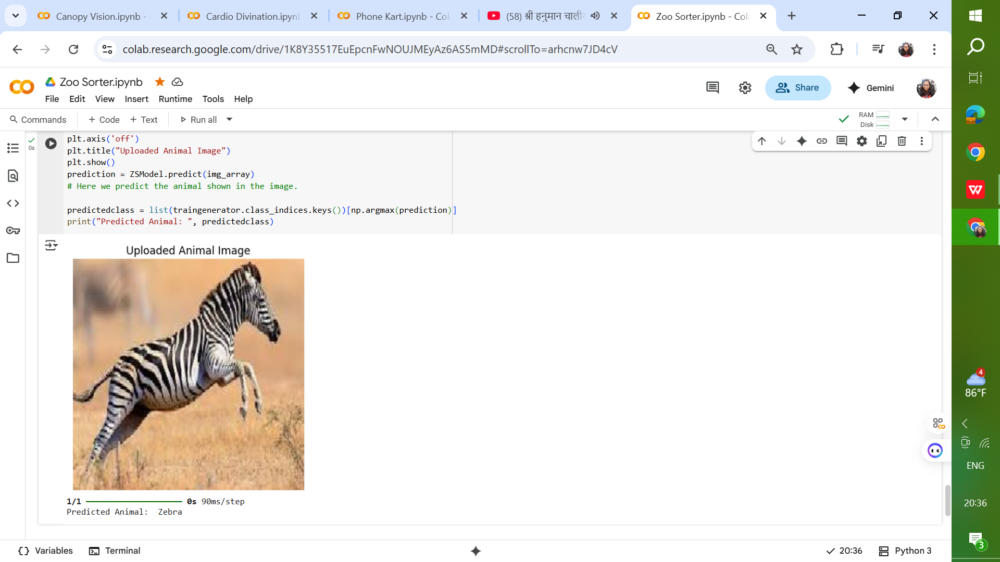 Canopy Vision.ipynb -
Cardio Divination.ipynb
Phone Kart.ipynb - Col
(58) श्री हनुमान चालीस
Zoo Sorter.ipynb - Cola
colab.research.google.com/drive/1K8Y35517EuEpcnFwNOUJMEyAz6AS5mMD#scrollTo=arhcnw7JD4cV
Zoo Sorter.ipynb
File Edit View Insert Runtime Tools Help
Share
Gemini
Commands + Code + Text Run all
RAM
Disk
0s
plt.axis('off')
plt.title("Uploaded Animal Image")
plt.show()
prediction = ZSModel.predict(img_array)
# Here we predict the animal shown in the image.
predictedclass = list(traingenerator.class_indices.keys())[np.argmax(prediction)]
print("Predicted Animal: ", predictedclass)
Uploaded Animal Image
1/1 0s 90ms/step
Predicted Animal:  Zebra
Variables
Terminal
20:36
Python 3
4
86°F
ENG
20:36
3